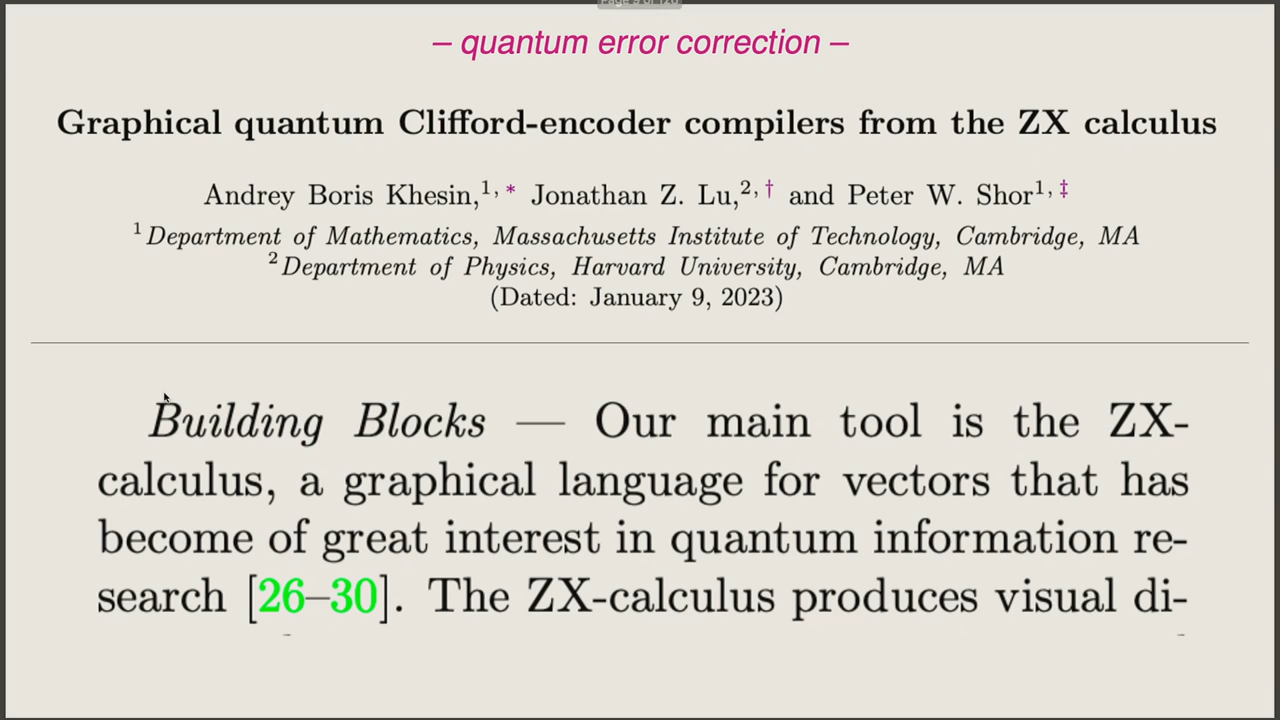 – quantum error correction –
Graphical quantum Clifford-encoder compilers from the ZX calculus
Andrey Boris Khesin,1, * Jonathan Z. Lu,2, † and Peter W. Shor1, ‡
1Department of Mathematics, Massachusetts Institute of Technology, Cambridge, MA
2Department of Physics, Harvard University, Cambridge, MA
(Dated: January 9, 2023)
Building Blocks — Our main tool is the ZX-
calculus, a graphical language for vectors that has
become of great interest in quantum information re-
search [26–30]. The ZX-calculus produces visual di-